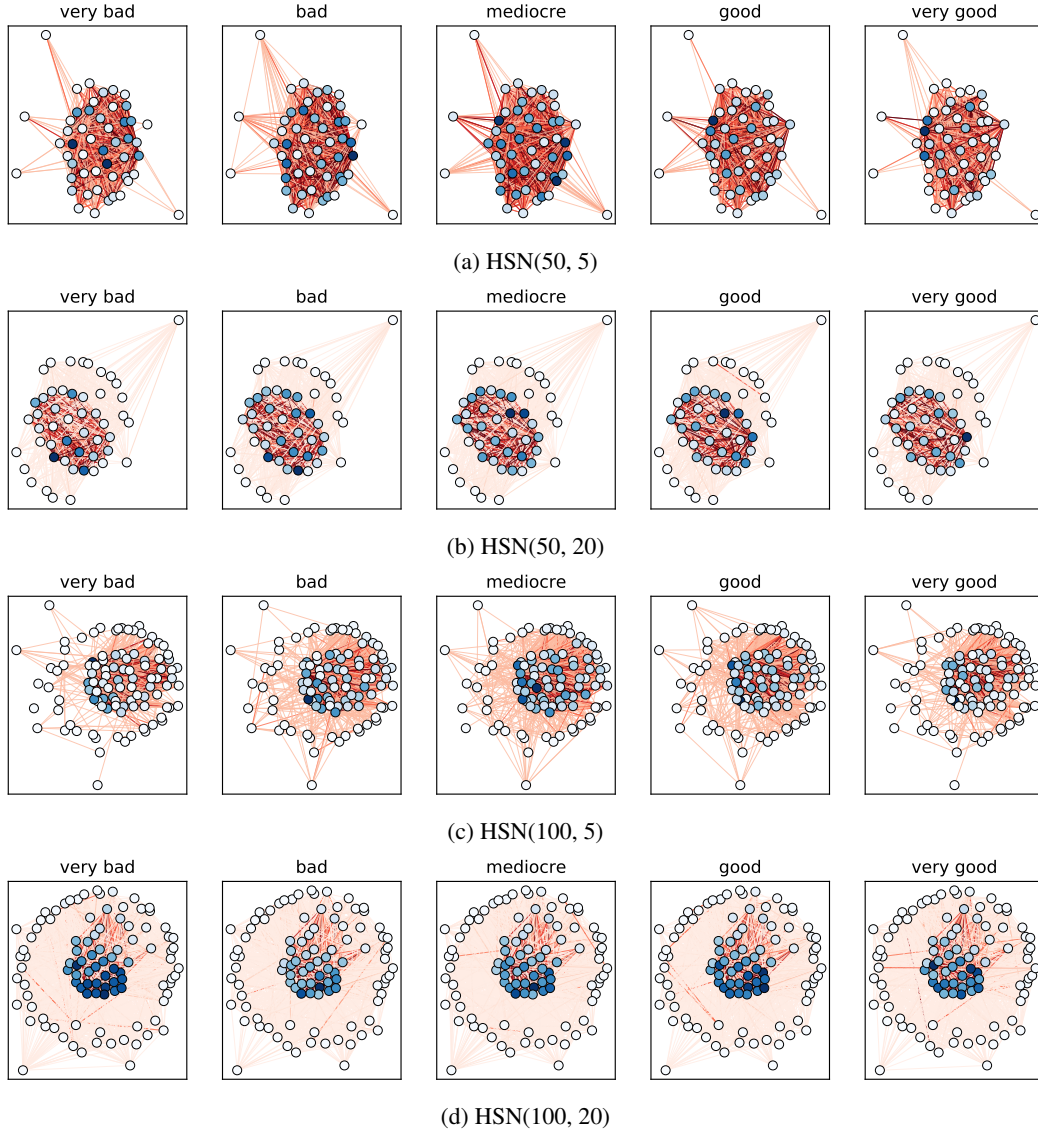 very bad bad mediocre good very good
(a) HSN(50, 5)
very bad bad mediocre good very good
(b) HSN(50, 20)
very bad bad mediocre good very good
(c) HSN(100, 5)
very bad bad mediocre good very good
(d) HSN(100, 20)